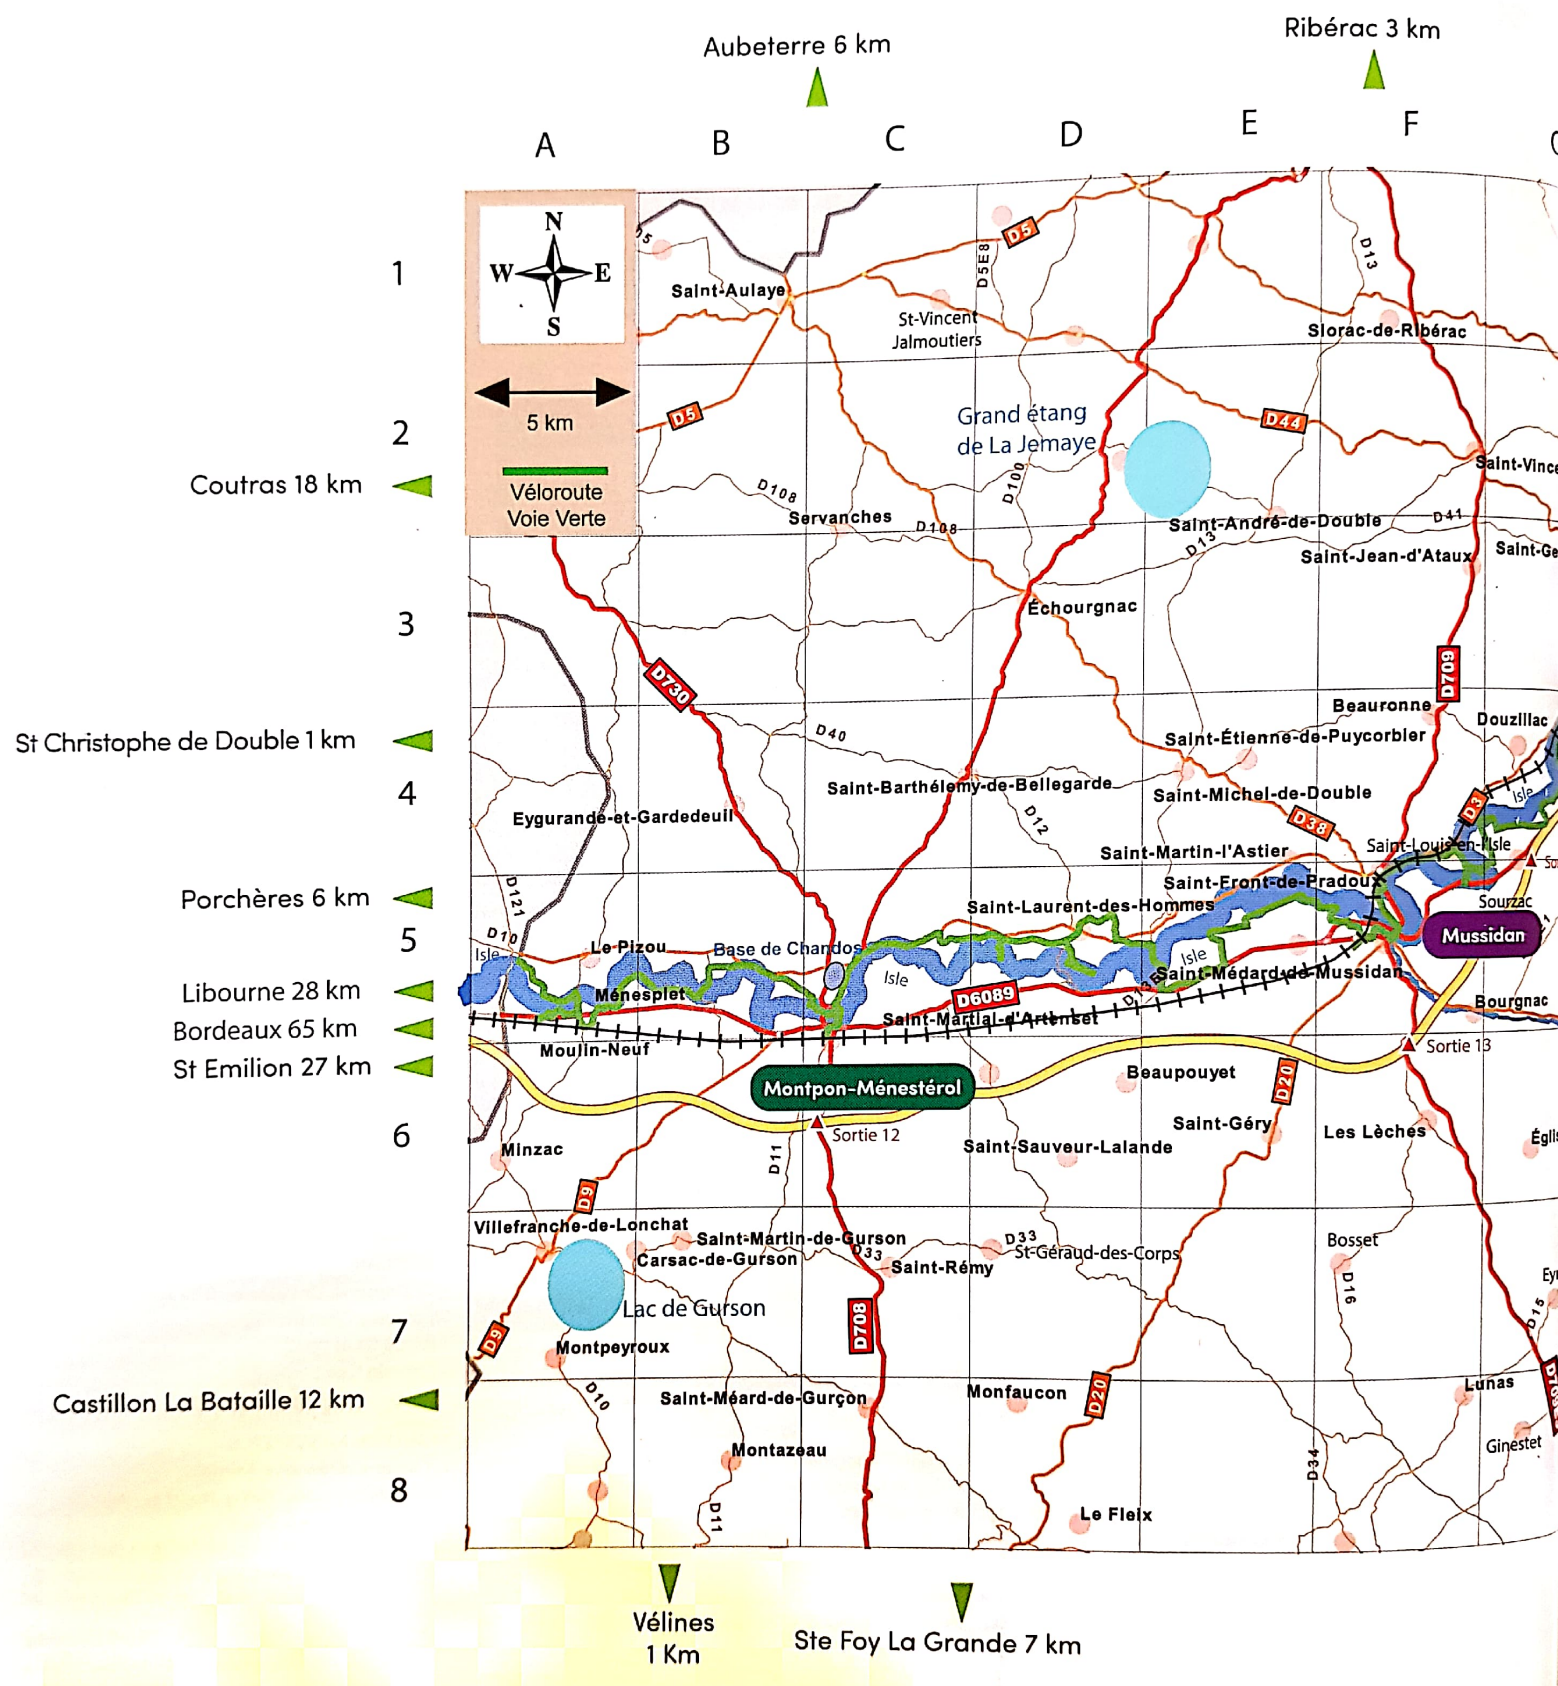 Aubeterre 6 km
Ribérac 3 km
A
B
C
D
E
F
1
2
3
4
5
6
7
8
N
W
E
S
5 km
Véloroute
Voie Verte
Coutras 18 km
St Christophe de Double 1 km
Porchères 6 km
Libourne 28 km
Bordeaux 65 km
St Emilion 27 km
Castillon La Bataille 12 km
Vélines
1 Km
Ste Foy La Grande 7 km
D5
D5E8
D13
Saint-Aulaye
St-Vincent
Jalmoutiers
Siorac-de-Ribérac
D5
Grand étang
de La Jemaye
D44
D108
D100
Servanches
D108
Saint-André-de-Double
D41
D13
Saint-Jean-d'Ataux
Échourgnac
D730
D709
Beauronne
Douzillac
D40
Saint-Étienne-de-Puycorbier
Saint-Barthélemy-de-Bellegarde
Saint-Michel-de-Double
D3
Isle
Eygurande-et-Gardedeuil
D12
D38
Saint-Martin-l'Astier
Saint-Louis-en-l'Isle
D121
Saint-Front-de-Pradoux
Saint-Laurent-des-Hommes
Sourzac
D10
Isle
Le Pizou
Base de Chandos
Mussidan
Isle
Isle
Ménesplet
D6089
D13E
Saint-Médard-de-Mussidan
Bourgnac
Saint-Martial-d'Artenset
Moulin-Neuf
Sortie 13
Montpon-Ménestérol
Beaupouyet
D20
Sortie 12
Saint-Géry
Les Lèches
Minzac
D11
Saint-Sauveur-Lalande
D9
Villefranche-de-Lonchat
Saint-Martin-de-Gurson
Carsac-de-Gurson
D33
Saint-Rémy
D33
St-Géraud-des-Corps
Bosset
Lac de Gurson
D16
D9
D708
D15
Montpeyroux
D10
Saint-Méard-de-Gurçon
Monfaucon
D20
Lunas
Montazeau
Ginestet
D34
D11
Le Fleix